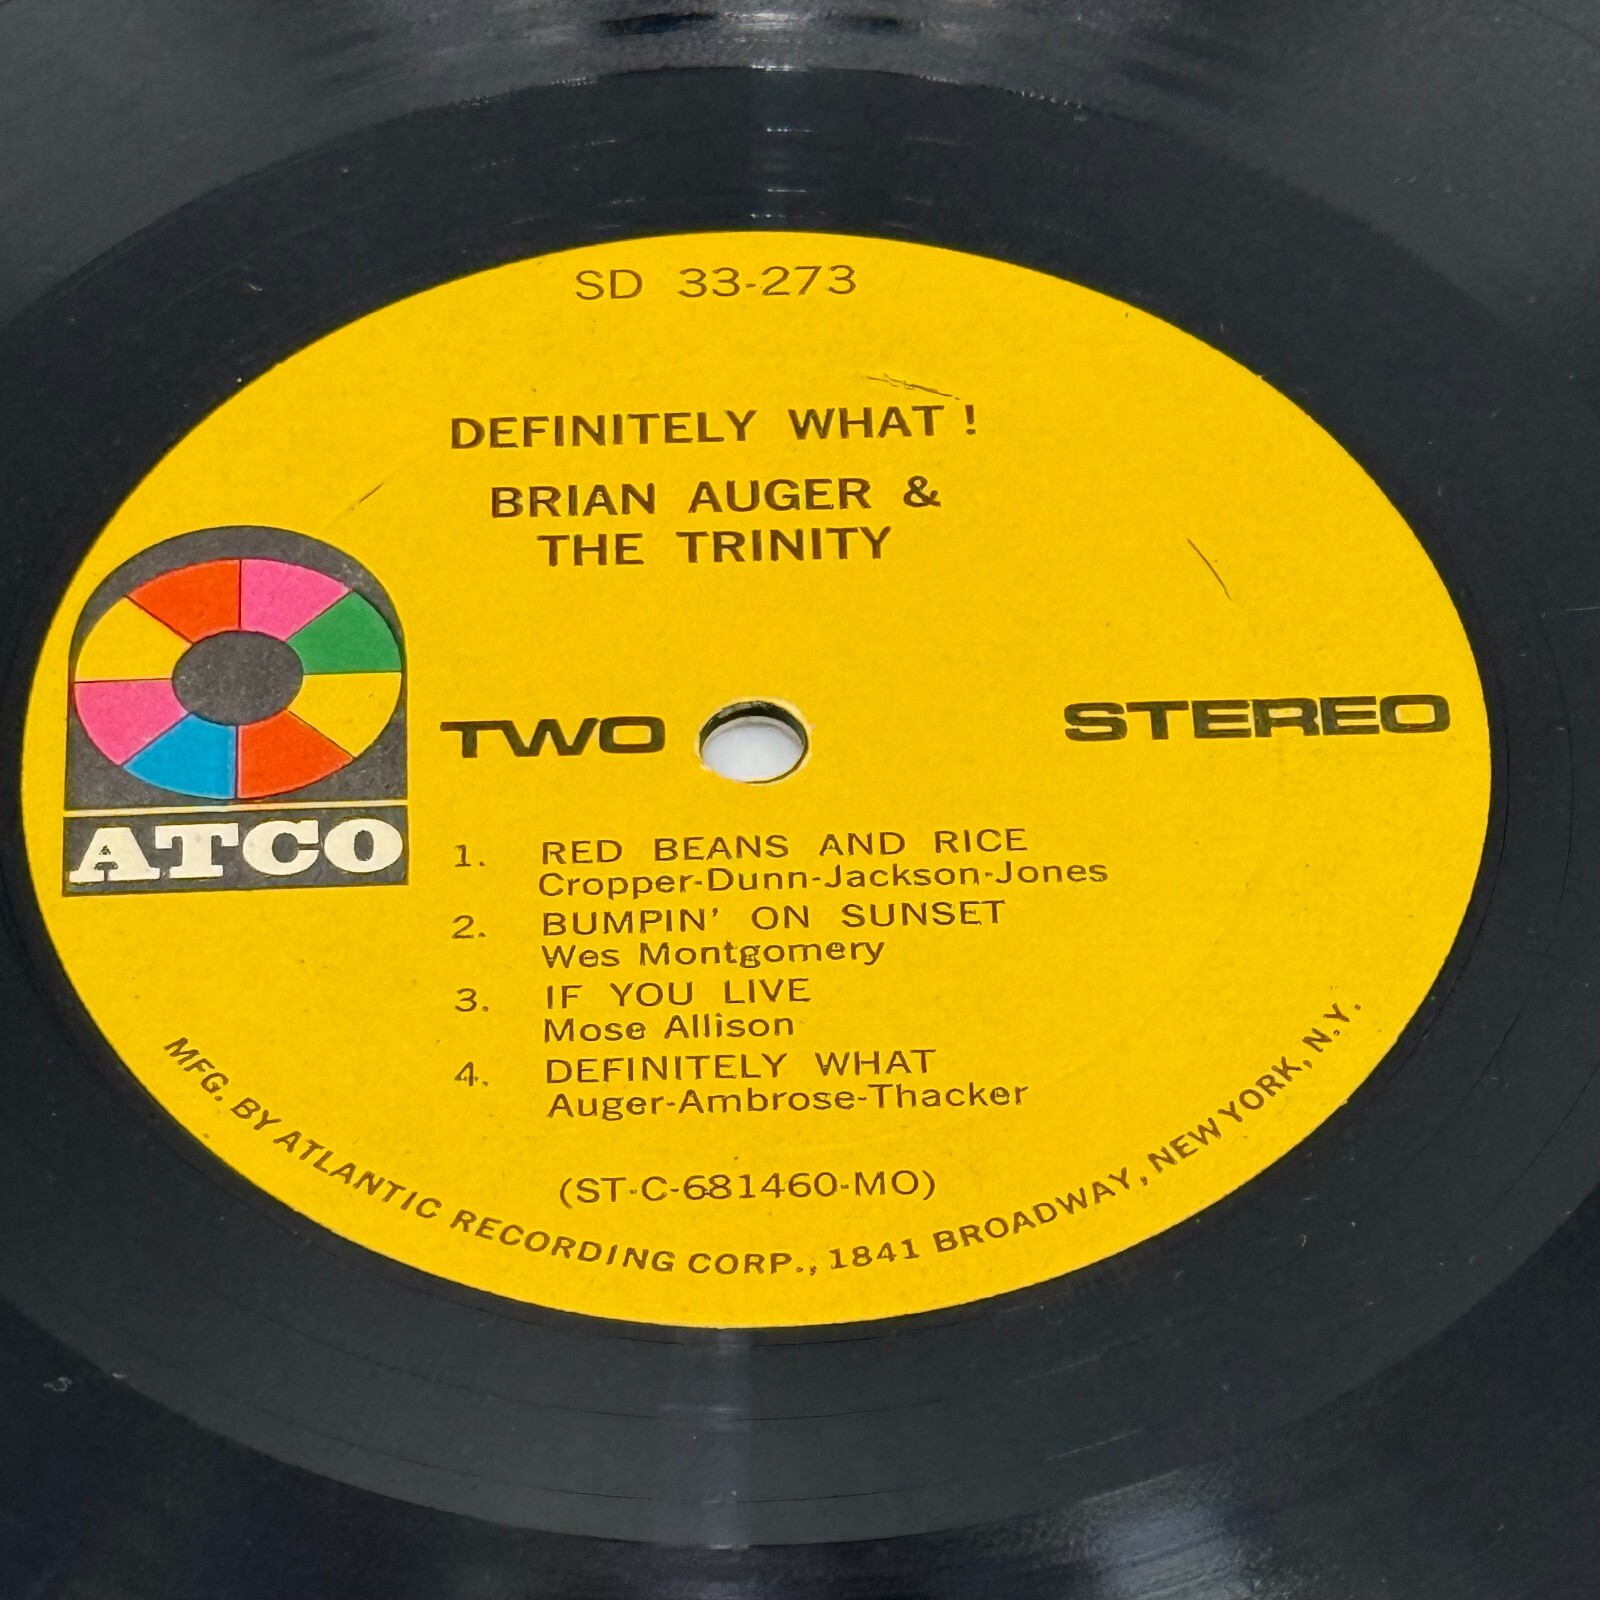 SD 33-273
DEFINITELY WHAT !
BRIAN AUGER &
THE TRINITY
ATCO
TWO
STEREO
1. RED BEANS AND RICE
Cropper-Dunn-Jackson-Jones
2. BUMPIN' ON SUNSET
Wes Montgomery
3. IF YOU LIVE
Mose Allison
4. DEFINITELY WHAT
Auger-Ambrose-Thacker
(ST-C-681460-MO)
MFG. BY ATLANTIC RECORDING CORP., 1841 BROADWAY, NEW YORK, N.Y.